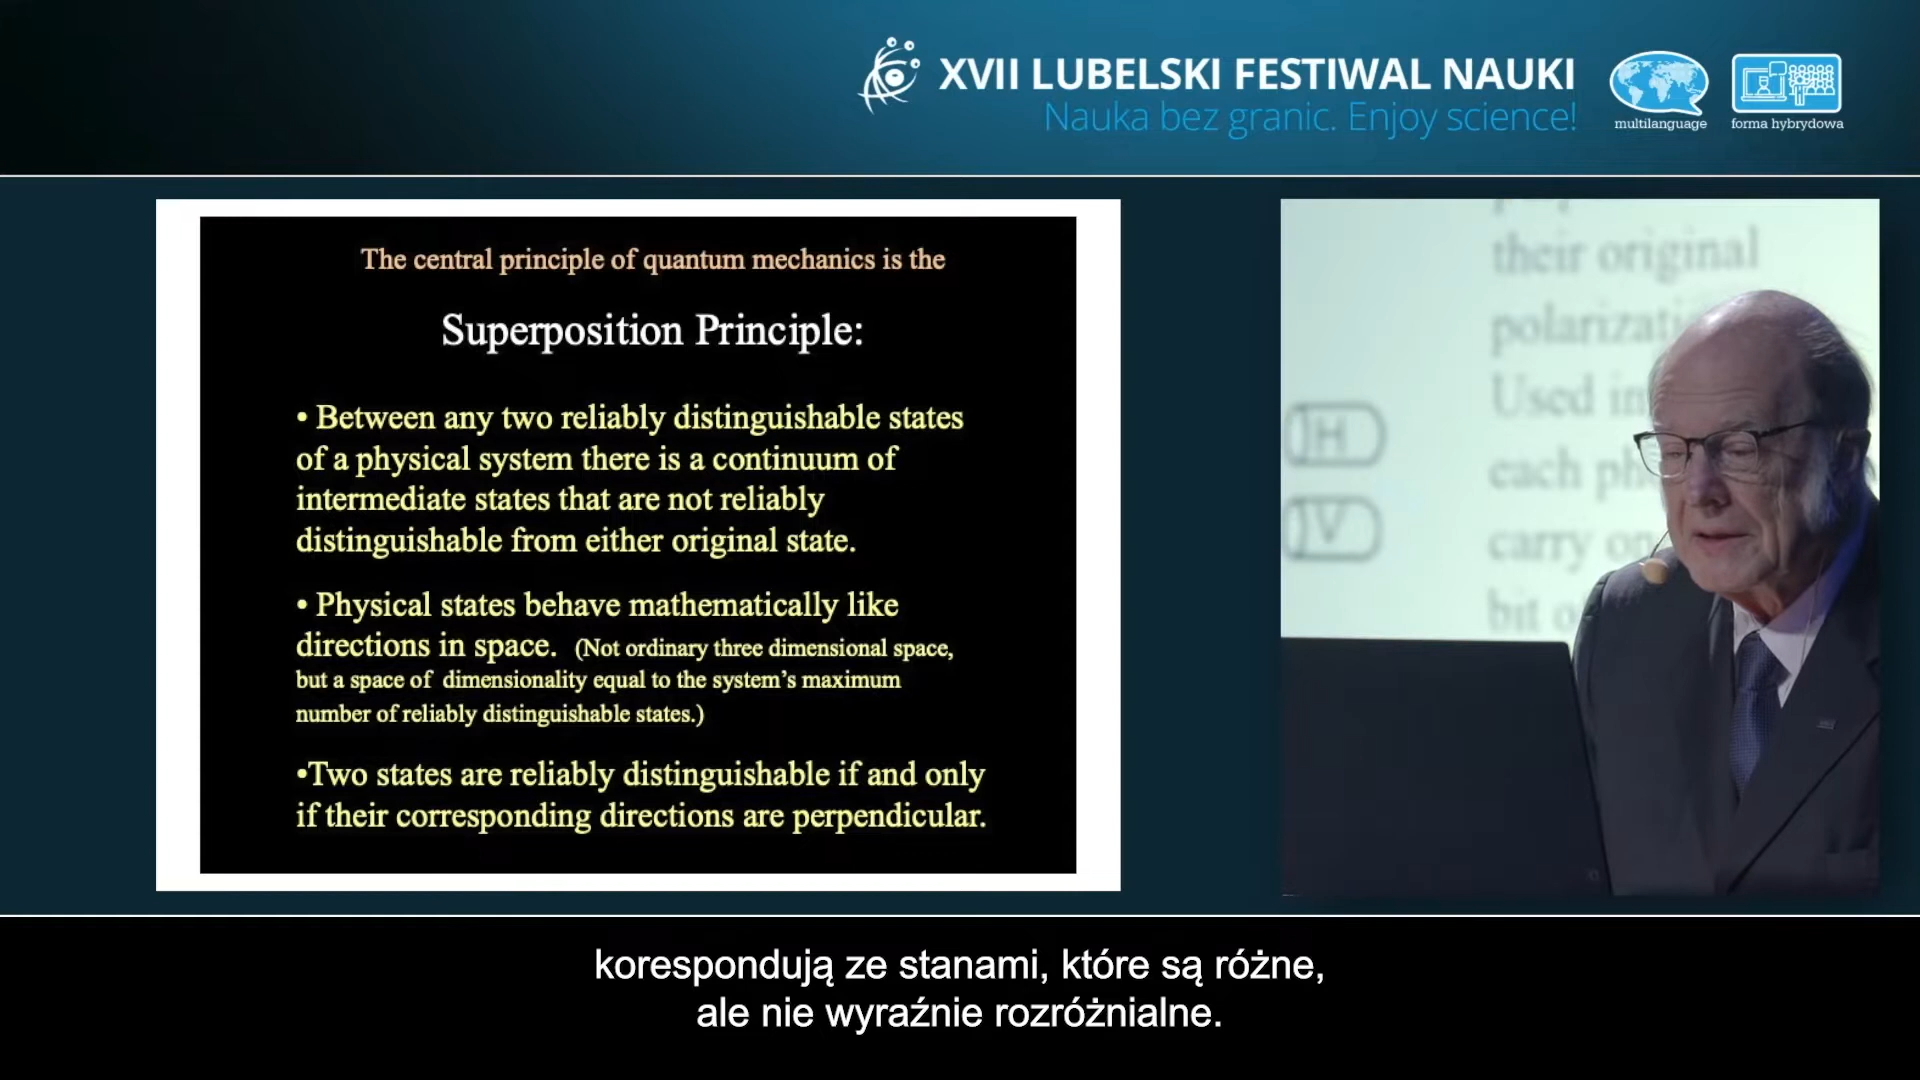 XVII LUBELSKI FESTIWAL NAUKI
Nauka bez granic. Enjoy science!
multilanguage
forma hybrydowa
The central principle of quantum mechanics is the
Superposition Principle:
• Between any two reliably distinguishable states
of a physical system there is a continuum of
intermediate states that are not reliably
distinguishable from either original state.
• Physical states behave mathematically like
directions in space. (Not ordinary three dimensional space,
but a space of dimensionality equal to the system's maximum
number of reliably distinguishable states.)
•Two states are reliably distinguishable if and only
if their corresponding directions are perpendicular.
their original
Used
H
each
V
carry
bit
korespondują ze stanami, które są różne,
ale nie wyraźnie rozróżnialne.